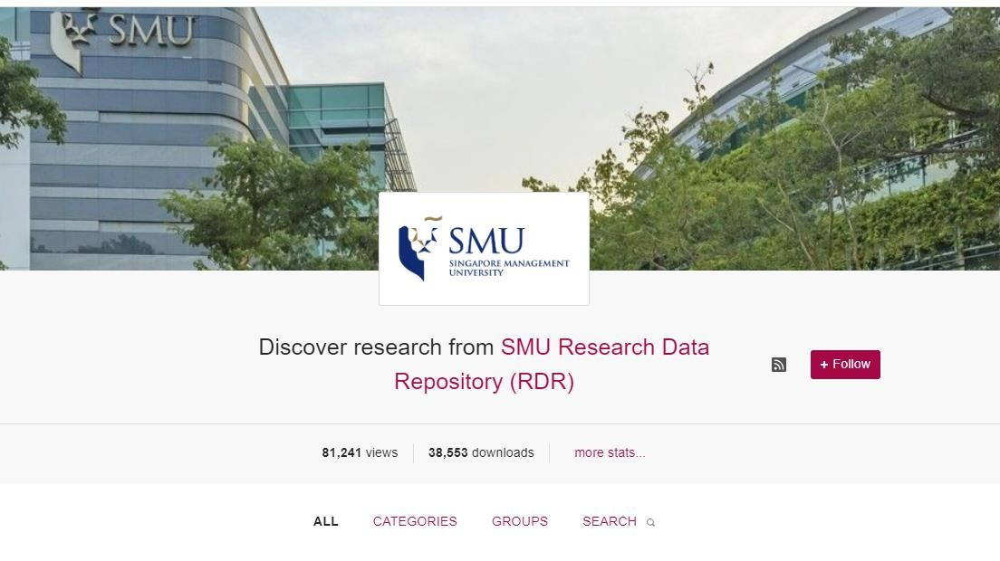 SMU
SMU
SINGAPORE MANAGEMENT
UNIVERSITY
Discover research from SMU Research Data
Repository (RDR)
+ Follow
81,241 views 38,553 downloads more stats...
ALL CATEGORIES GROUPS SEARCH